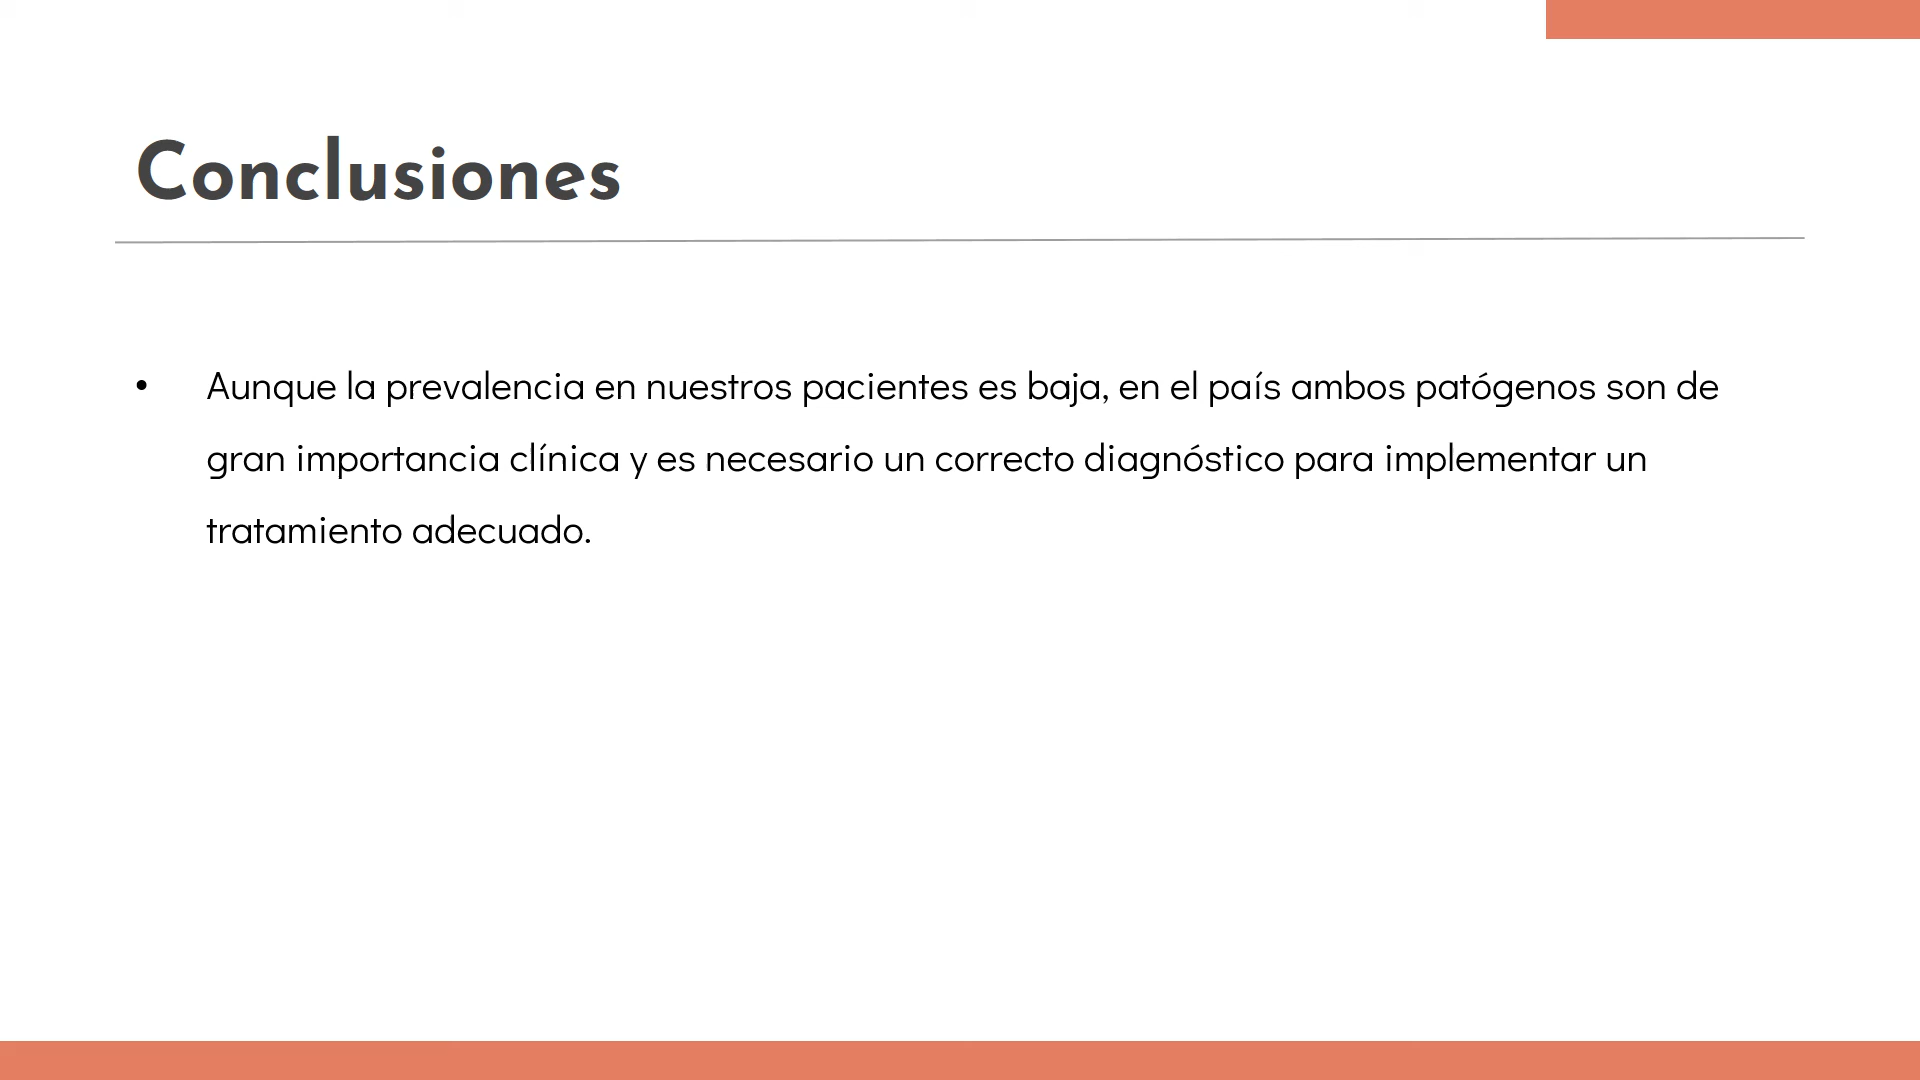 Conclusiones
• Aunque la prevalencia en nuestros pacientes es baja, en el país ambos patógenos son de
gran importancia clínica y es necesario un correcto diagnóstico para implementar un
tratamiento adecuado.